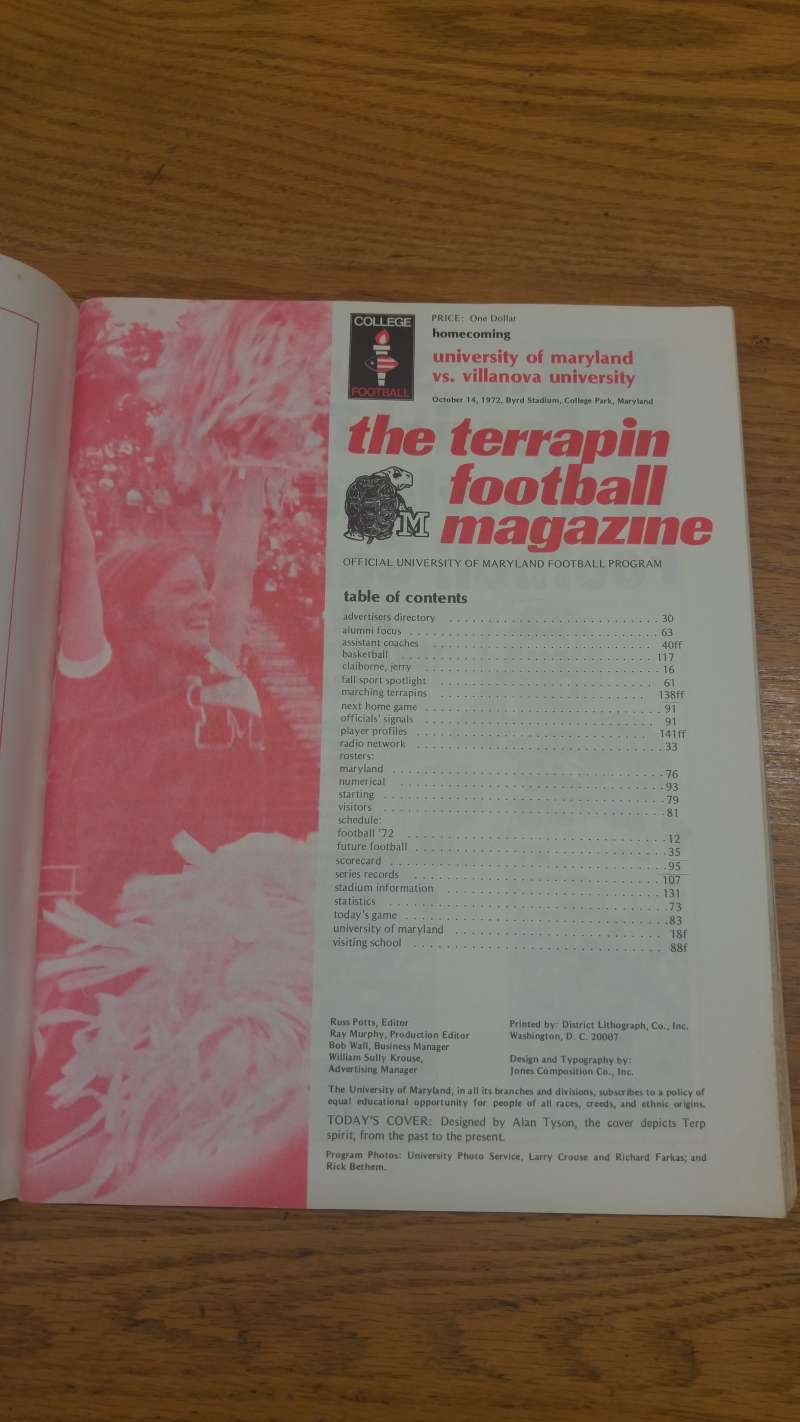 COLLEGE
FOOTBALL
PRICE: One Dollar
homecoming
university of maryland
vs. villanova university
October 14, 1972, Byrd Stadium, College Park, Maryland
the terrapin
football
magazine
M
OFFICIAL UNIVERSITY OF MARYLAND FOOTBALL PROGRAM
table of contents
advertisers directory 30
alumni focus 63
assistant coaches 40ff
basketball 117
claiborne, jerry 16
fall sport spotlight 61
marching terrapins 138ff
next home game 91
officials' signals 91
player profiles 141ff
radio network 33
rosters:
maryland 76
numerical 93
starting 79
visitors 81
schedule:
football '72 12
future football 35
scorecard 95
series records 107
stadium information 131
statistics 73
today's game 83
university of maryland 18f
visiting school 88f
Russ Potts, Editor
Ray Murphy, Production Editor
Bob Wall, Business Manager
William Sully Krouse,
Advertising Manager
Printed by: District Lithograph, Co., Inc.
Washington, D. C. 20007
Design and Typography by:
Jones Composition Co., Inc.
The University of Maryland, in all its branches and divisions, subscribes to a policy of
equal educational opportunity for people of all races, creeds, and ethnic origins.
TODAY'S COVER: Designed by Alan Tyson, the cover depicts Terp
spirit, from the past to the present.
Program Photos: University Photo Service, Larry Crouse and Richard Farkas; and
Rick Bethem.
M